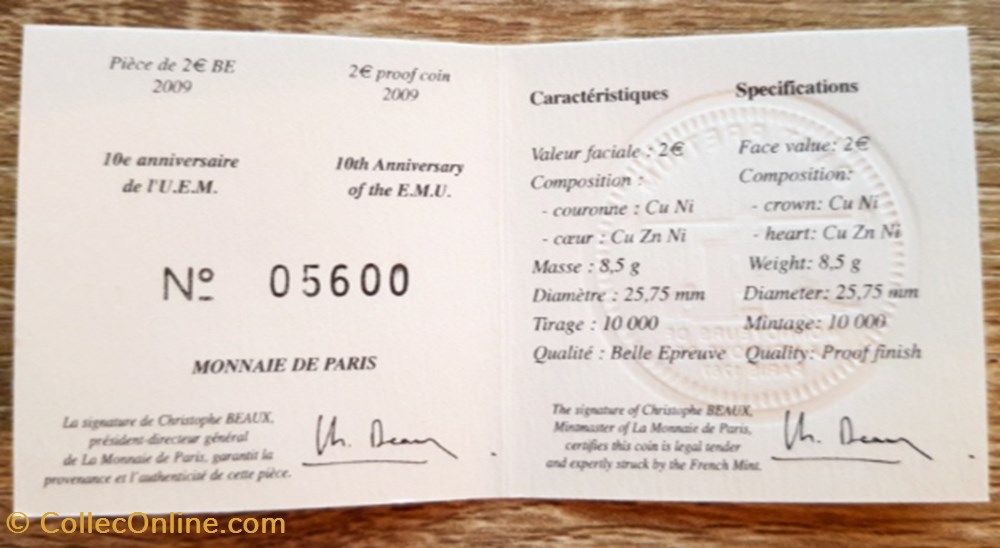 Pièce de 2€ BE
2009
2€ proof coin
2009
10e anniversaire
de l'U.E.M.
10th Anniversary
of the E.M.U.
Nº 05600
MONNAIE DE PARIS
La signature de Christophe BEAUX,
président-directeur général
de La Monnaie de Paris, garantit la
provenance et l'authenticité de cette pièce.
Ch. Beaux
Caractéristiques
Valeur faciale : 2€
Composition :
- couronne : Cu Ni
- cœur : Cu Zn Ni
Masse : 8,5 g
Diamètre : 25,75 mm
Tirage : 10 000
Qualité : Belle Epreuve
Specifications
Face value: 2€
Composition:
- crown: Cu Ni
- heart: Cu Zn Ni
Weight: 8,5 g
Diameter: 25,75 mm
Mintage: 10 000
Quality: Proof finish
The signature of Christophe BEAUX,
Mintmaster of La Monnaie de Paris,
certifies this coin is legal tender
and expertly struck by the French Mint.
Ch. Beaux
© CollecOnline.com